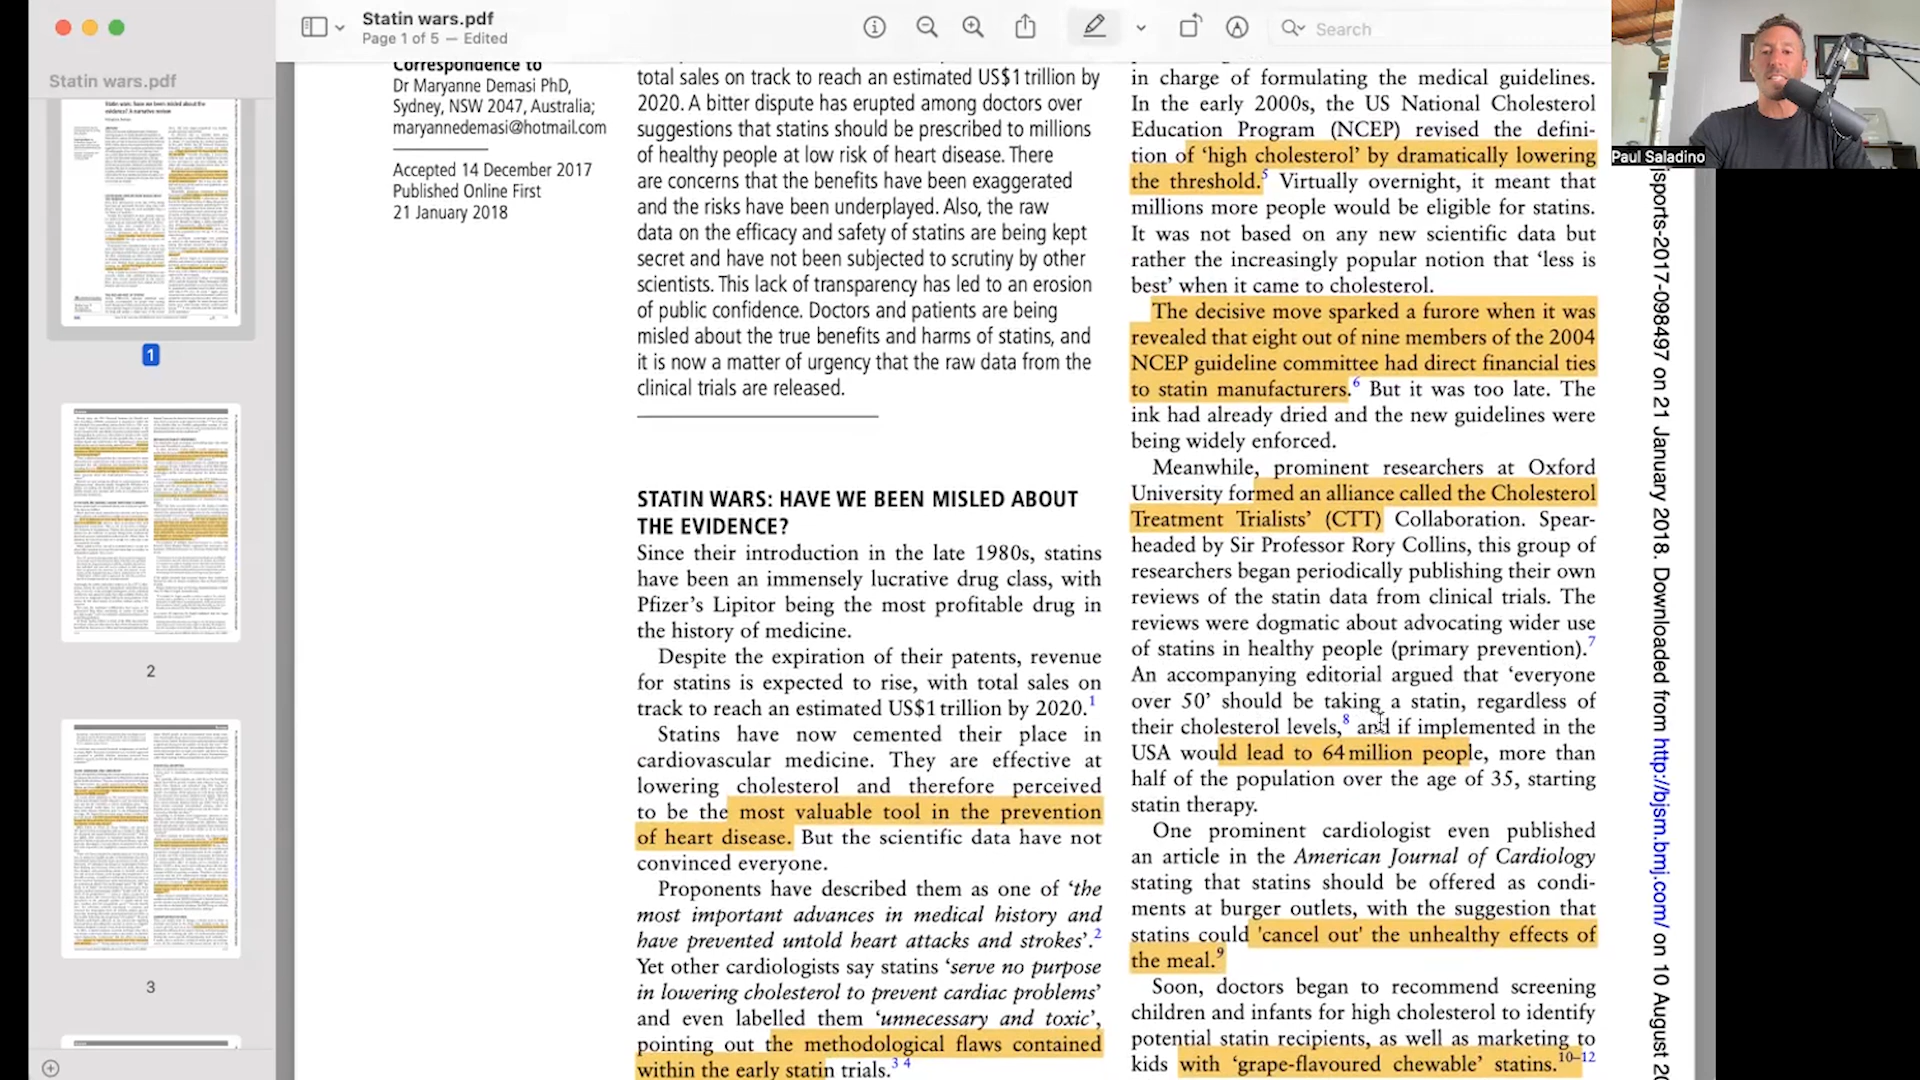 Statin wars.pdf
Page 1 of 5 — Edited
Search
Statin wars.pdf
1
2
3
Paul Saladino
Correspondence to
Dr Maryanne Demasi PhD,
Sydney, NSW 2047, Australia;
maryannedemasi@hotmail.com
Accepted 14 December 2017
Published Online First
21 January 2018
total sales on track to reach an estimated US$1 trillion by
2020. A bitter dispute has erupted among doctors over
suggestions that statins should be prescribed to millions
of healthy people at low risk of heart disease. There
are concerns that the benefits have been exaggerated
and the risks have been underplayed. Also, the raw
data on the efficacy and safety of statins are being kept
secret and have not been subjected to scrutiny by other
scientists. This lack of transparency has led to an erosion
of public confidence. Doctors and patients are being
misled about the true benefits and harms of statins, and
it is now a matter of urgency that the raw data from the
clinical trials are released.
STATIN WARS: HAVE WE BEEN MISLED ABOUT
THE EVIDENCE?
Since their introduction in the late 1980s, statins
have been an immensely lucrative drug class, with
Pfizer's Lipitor being the most profitable drug in
the history of medicine.
Despite the expiration of their patents, revenue
for statins is expected to rise, with total sales on
track to reach an estimated US$1 trillion by 2020.1
Statins have now cemented their place in
cardiovascular medicine. They are effective at
lowering cholesterol and therefore perceived
to be the most valuable tool in the prevention
of heart disease. But the scientific data have not
convinced everyone.
Proponents have described them as one of 'the
most important advances in medical history and
have prevented untold heart attacks and strokes'.2
Yet other cardiologists say statins 'serve no purpose
in lowering cholesterol to prevent cardiac problems'
and even labelled them 'unnecessary and toxic',
pointing out the methodological flaws contained
within the early statin trials.3 4
in charge of formulating the medical guidelines.
In the early 2000s, the US National Cholesterol
Education Program (NCEP) revised the defini-
tion of 'high cholesterol' by dramatically lowering
the threshold.5 Virtually overnight, it meant that
millions more people would be eligible for statins.
It was not based on any new scientific data but
rather the increasingly popular notion that 'less is
best' when it came to cholesterol.
The decisive move sparked a furore when it was
revealed that eight out of nine members of the 2004
NCEP guideline committee had direct financial ties
to statin manufacturers.6 But it was too late. The
ink had already dried and the new guidelines were
being widely enforced.
Meanwhile, prominent researchers at Oxford
University formed an alliance called the Cholesterol
Treatment Trialists' (CTT) Collaboration. Spear-
headed by Sir Professor Rory Collins, this group of
researchers began periodically publishing their own
reviews of the statin data from clinical trials. The
reviews were dogmatic about advocating wider use
of statins in healthy people (primary prevention).7
An accompanying editorial argued that 'everyone
over 50' should be taking a statin, regardless of
their cholesterol levels,8 and if implemented in the
USA would lead to 64 million people, more than
half of the population over the age of 35, starting
statin therapy.
One prominent cardiologist even published
an article in the American Journal of Cardiology
stating that statins should be offered as condi-
ments at burger outlets, with the suggestion that
statins could 'cancel out' the unhealthy effects of
the meal.9
Soon, doctors began to recommend screening
children and infants for high cholesterol to identify
potential statin recipients, as well as marketing to
kids with 'grape-flavoured chewable' statins.10–12
isports-2017-098497 on 21 January 2018. Downloaded from http://bjsm.bmj.com/ on 10 August 20